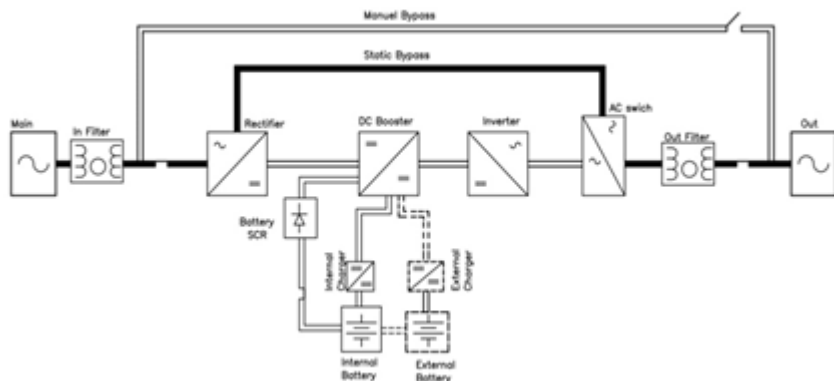 Manuel Bypass
Static Bypass
Main
In Filter
Rectifier
DC Booster
Inverter
AC swich
Out Filter
Out
Battery
SCR
Internal
Charger
External
Charger
Internal
Battery
External
Battery